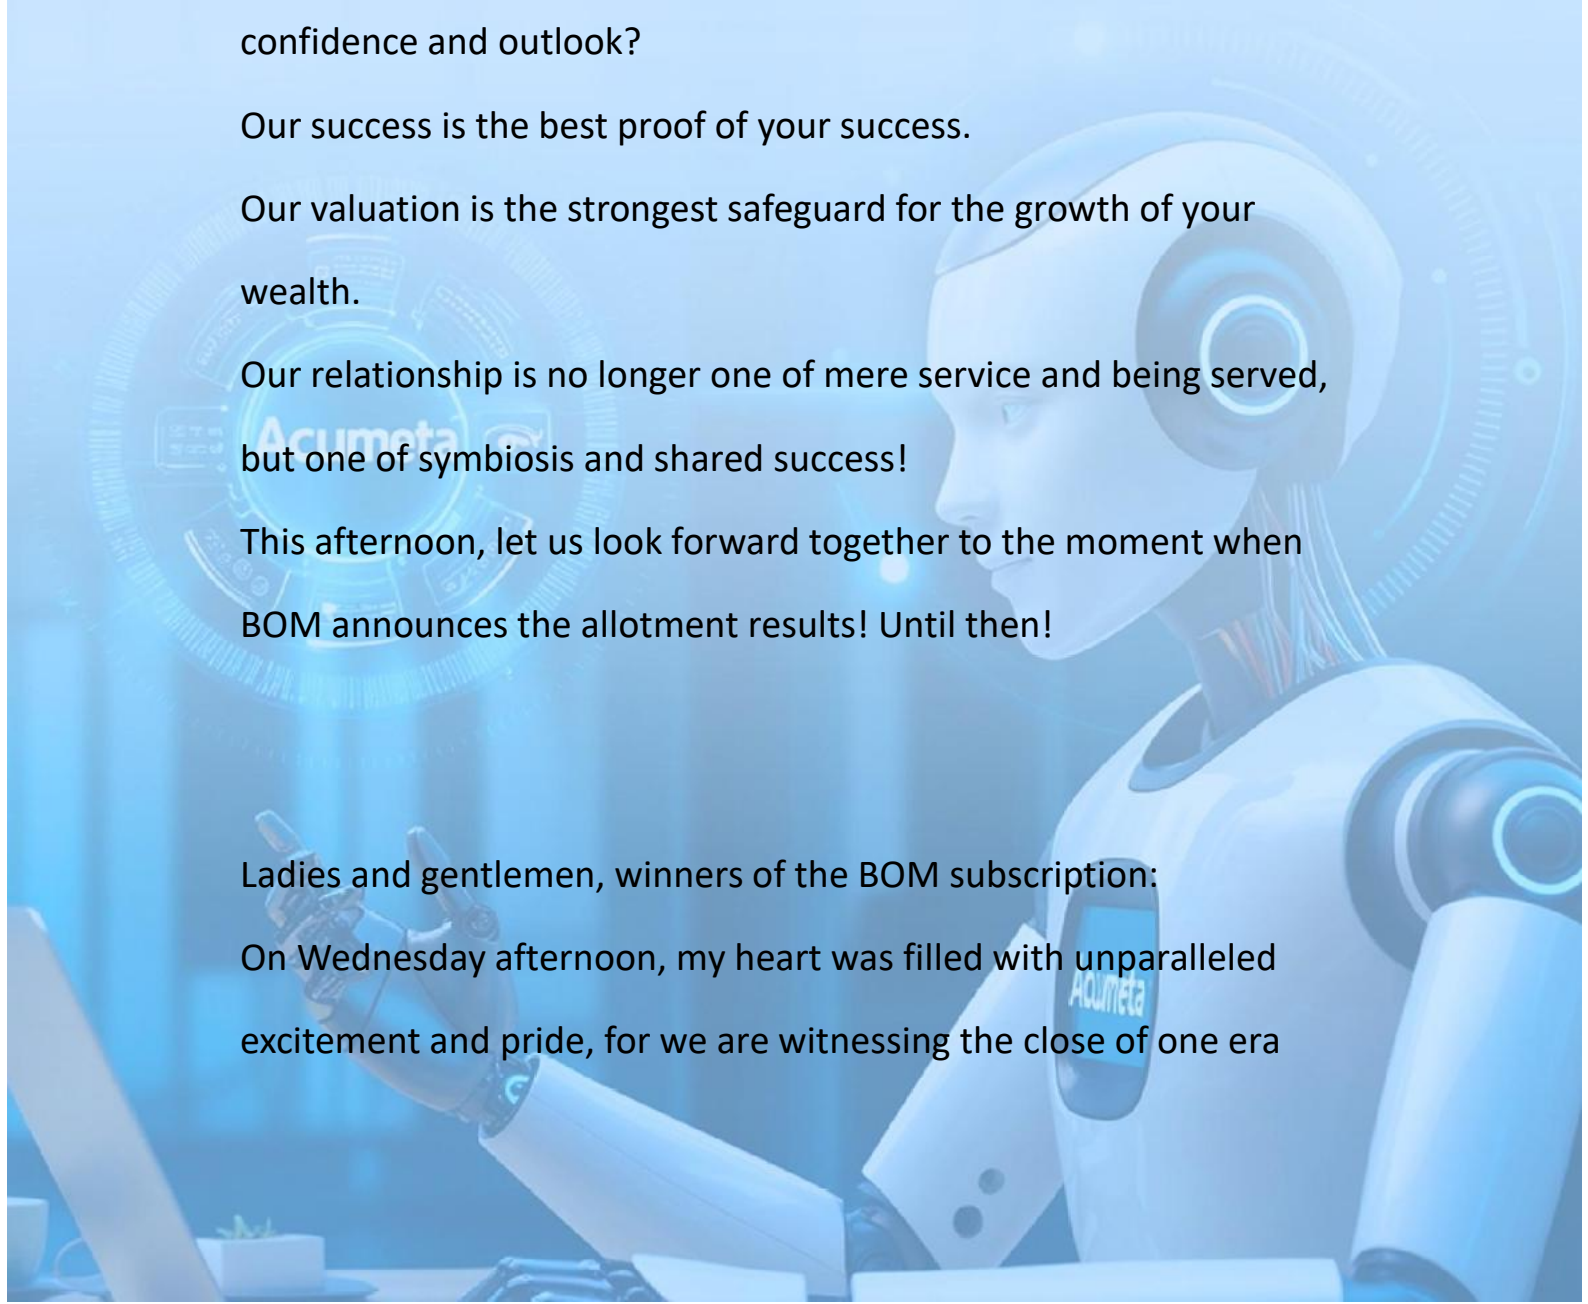 confidence and outlook?
Our success is the best proof of your success.
Our valuation is the strongest safeguard for the growth of your
wealth.
Our relationship is no longer one of mere service and being served,
Acumeta
but one of symbiosis and shared success!
This afternoon, let us look forward together to the moment when
BOM announces the allotment results! Until then!
Ladies and gentlemen, winners of the BOM subscription:
On Wednesday afternoon, my heart was filled with unparalleled
Acumeta
excitement and pride, for we are witnessing the close of one era